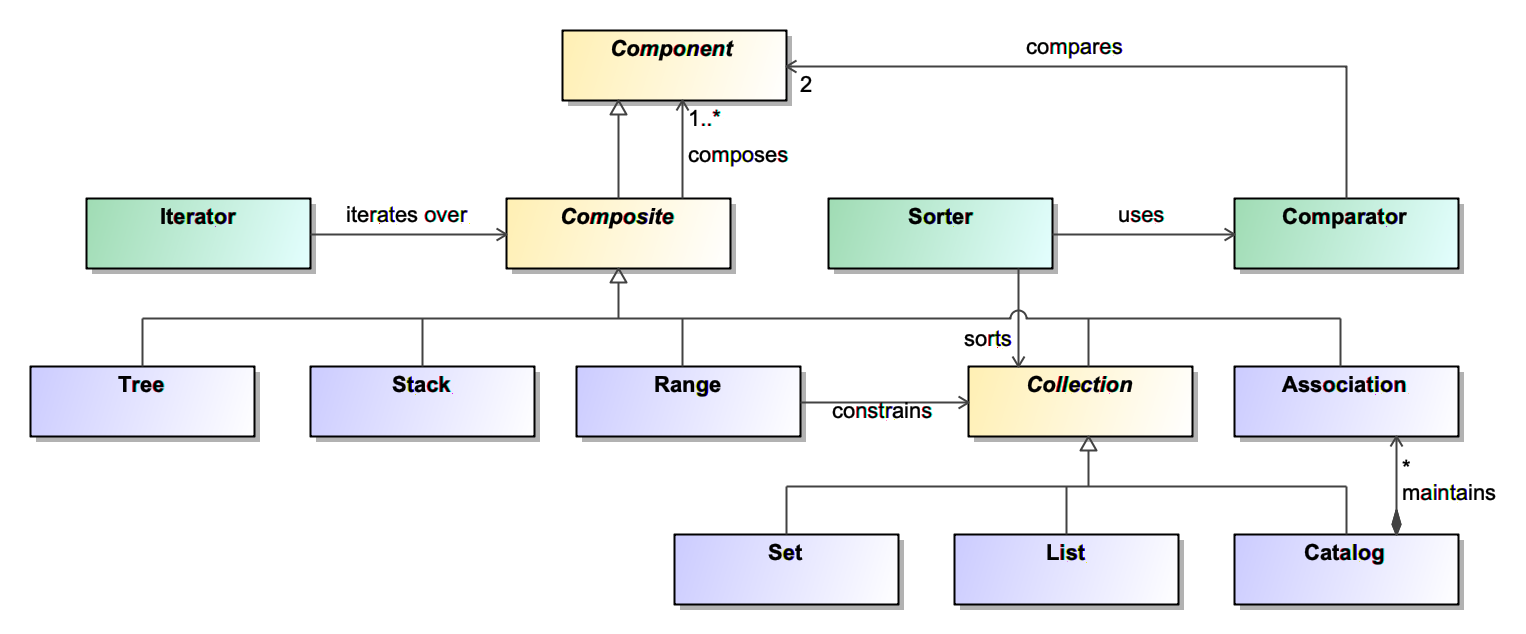 Component
compares
2
1..*
composes
Iterator
iterates over
Composite
Sorter
uses
Comparator
sorts
Tree
Stack
Range
constrains
Collection
Association
*
maintains
Set
List
Catalog